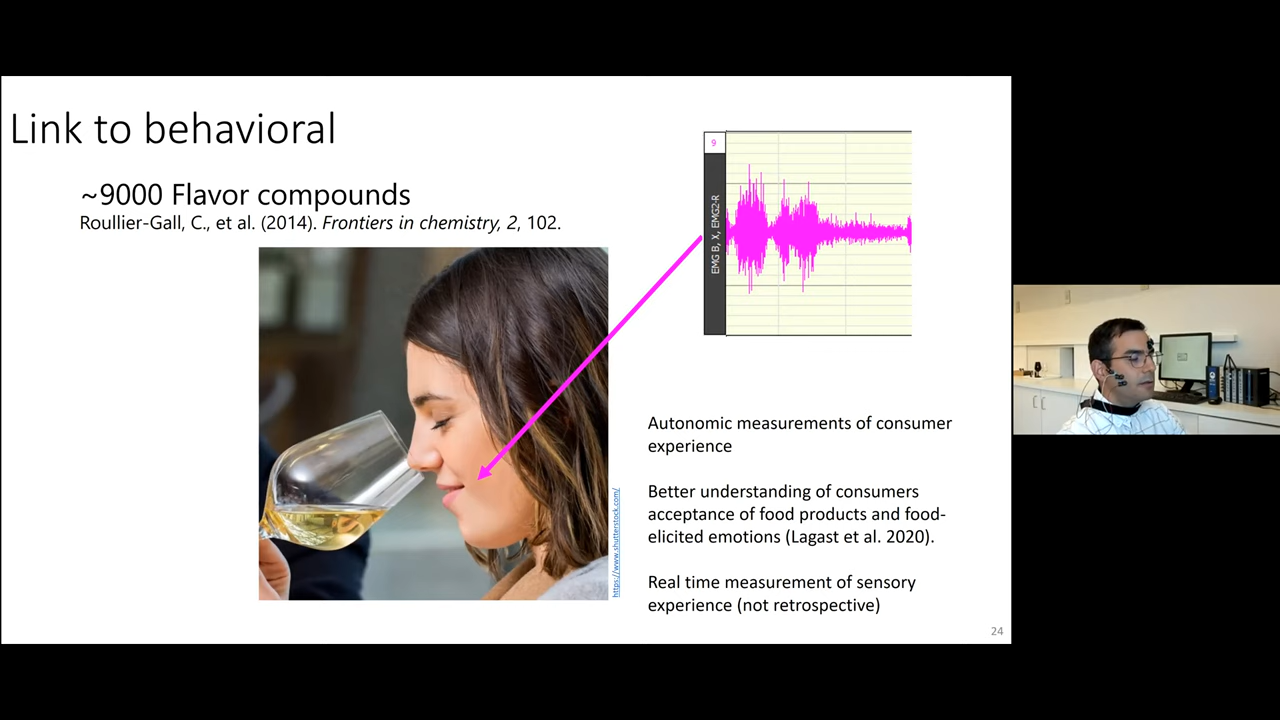 Link to behavioral
~9000 Flavor compounds
Roullier-Gall, C., et al. (2014). Frontiers in chemistry, 2, 102.
9
EMG B, X, EMG2-R
https://www.shutterstock.com/
Autonomic measurements of consumer
experience
Better understanding of consumers
acceptance of food products and food-
elicited emotions (Lagast et al. 2020).
Real time measurement of sensory
experience (not retrospective)
24